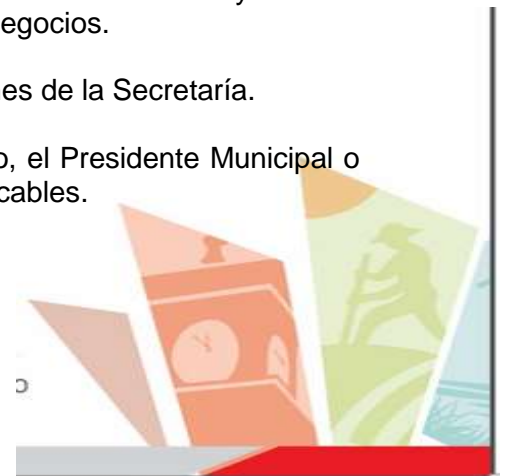 egocios.
es de la Secretaría.
o, el Presidente Municipal o
cables.
o